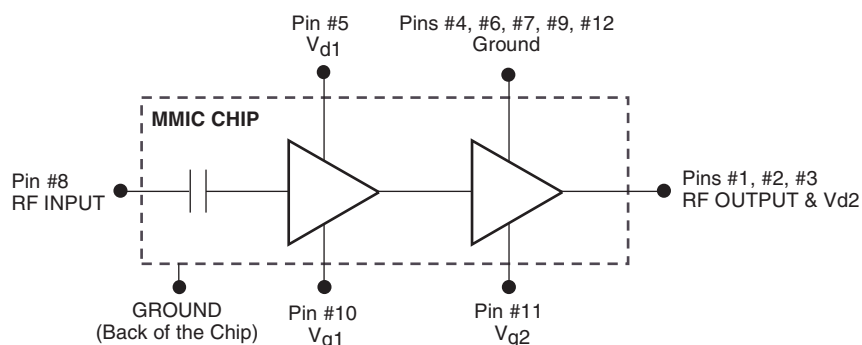 Pin #5
Vd1
Pins #4, #6, #7, #9, #12
Ground
MMIC CHIP
Pin #8
RF INPUT
Pins #1, #2, #3
RF OUTPUT & Vd2
GROUND
(Back of the Chip)
Pin #10
Vg1
Pin #11
Vg2